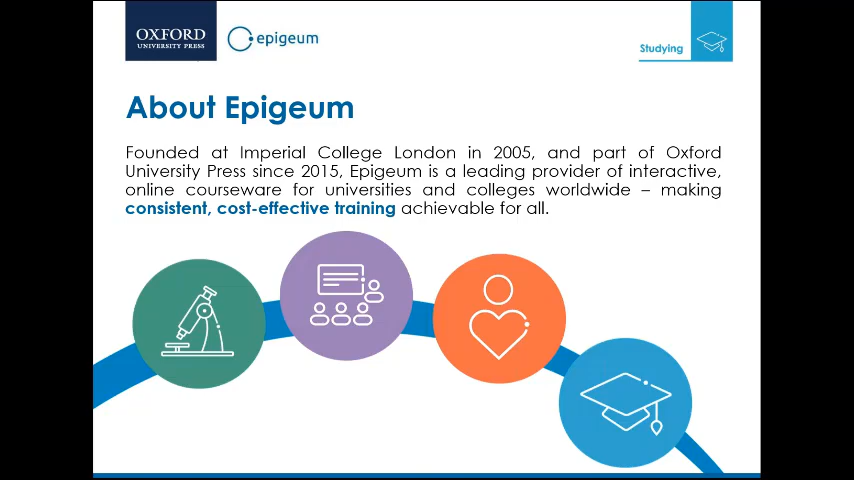 OXFORD
UNIVERSITY PRESS
epigeum
Studying
About Epigeum
Founded at Imperial College London in 2005, and part of Oxford
University Press since 2015, Epigeum is a leading provider of interactive,
online courseware for universities and colleges worldwide – making
consistent, cost-effective training achievable for all.